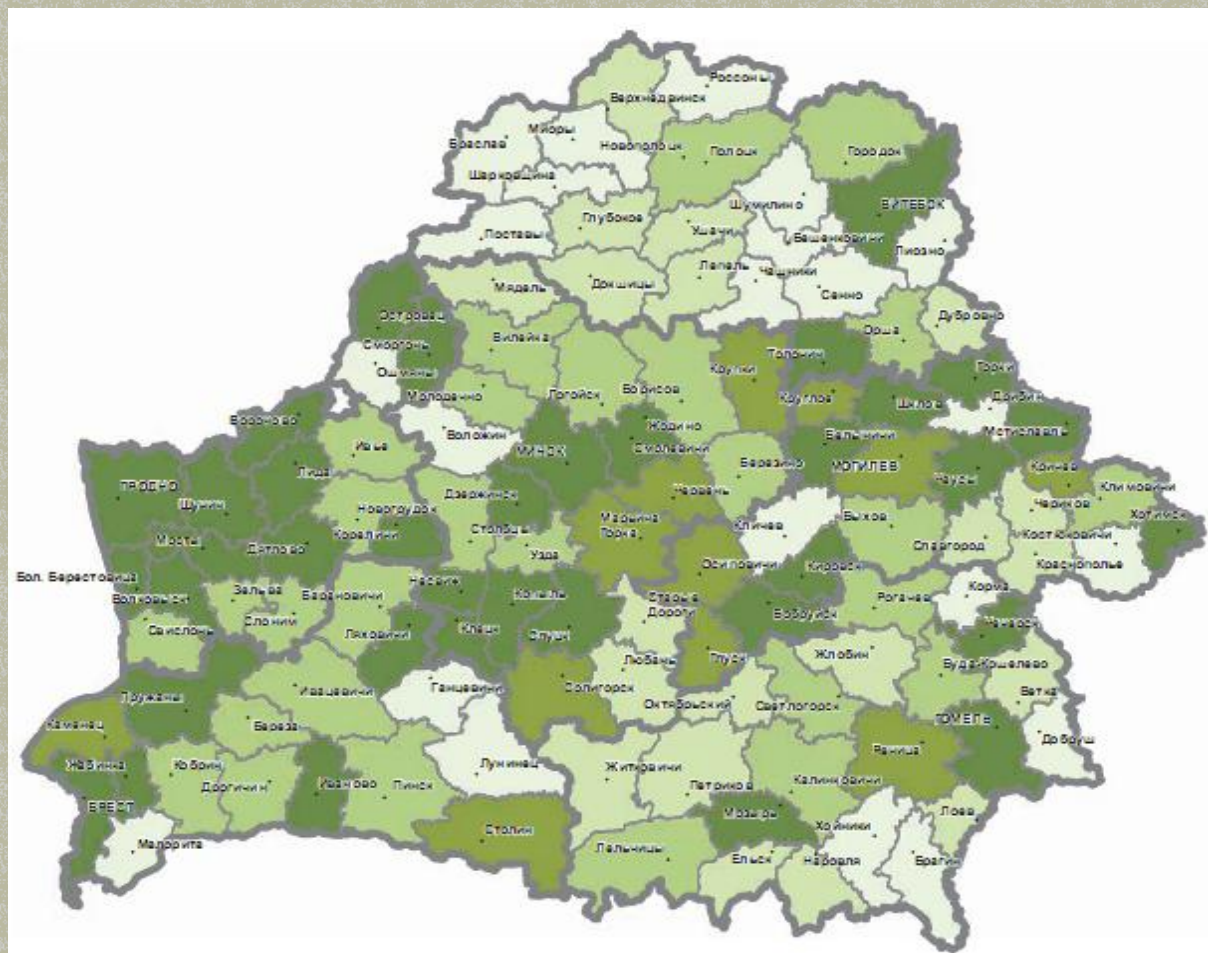 Россоны
Верхнедвинск
Миоры
Браслав
Новополоцк
Полоцк
Городок
Шарковщина
Шумилино
ВИТЕБСК
Глубокое
Ушачи
Поставы
Бешенковичи
Лиозно
Лепель
Чашники
Докшицы
Сенно
Мядель
Островец
Дубровно
Орша
Сморгонь
Вилейка
Толочин
Ошмяны
Крупки
Горки
Молодечно
Логойск
Борисов
Круглое
Шклов
Дрибин
Вороново
Жодино
Мстиславль
Воложин
Ивье
МИНСК
Смолевичи
Белыничи
Лида
Березино
МОГИЛЕВ
Кричев
ГРОДНО
Чаусы
Климовичи
Щучин
Дзержинск
Червень
Чериков
Новогрудок
Хотимск
Марьина
Горка
Кличев
Быхов
Столбцы
Мосты
Дятлово
Кореличи
Узда
Славгород
Костюковичи
Осиповичи
Краснополье
Бол. Берестовица
Несвиж
Кировск
Зельва
Барановичи
Копыль
Старые
Дороги
Корма
Волковыск
Рогачев
Слоним
Бобруйск
Чечерск
Свислочь
Ляховичи
Клецк
Слуцк
Жлобин
Глуск
Любань
Буда-Кошелево
Ивацевичи
Ганцевичи
Солигорск
Ветка
Пружаны
Октябрьский
Светлогорск
Каменец
Береза
ГОМЕЛЬ
Добруш
Речица
Жабинка
Кобрин
Лунинец
Житковичи
Дрогичин
Иваново
Пинск
Петриков
Калинковичи
БРЕСТ
Мозырь
Лоев
Столин
Хойники
Малорита
Лельчицы
Ельск
Наровля
Брагин